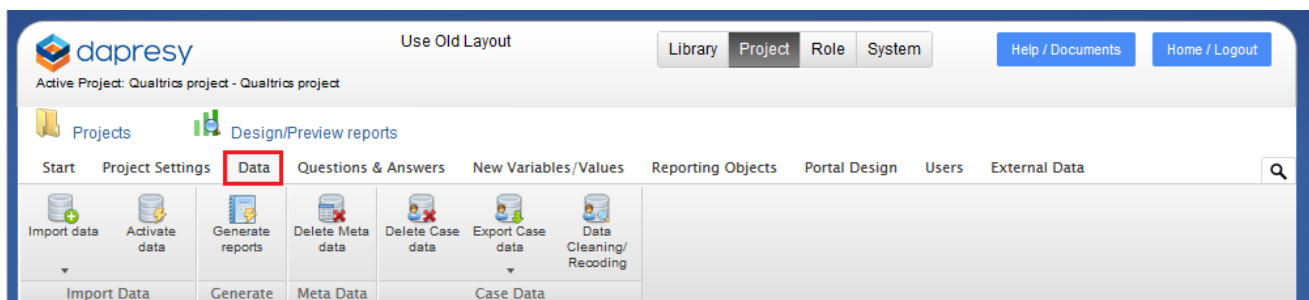 dapresy
Use Old Layout
Library Project Role System
Help / Documents
Home / Logout
Active Project: Qualtrics project - Qualtrics project
Projects
Design/Preview reports
Start Project Settings Data Questions & Answers New Variables/Values Reporting Objects Portal Design Users External Data
Import data
Activate
data
Generate
reports
Delete Meta
data
Delete Case
data
Export Case
data
Data
Cleaning/
Recoding
Import Data
Generate
Meta Data
Case Data